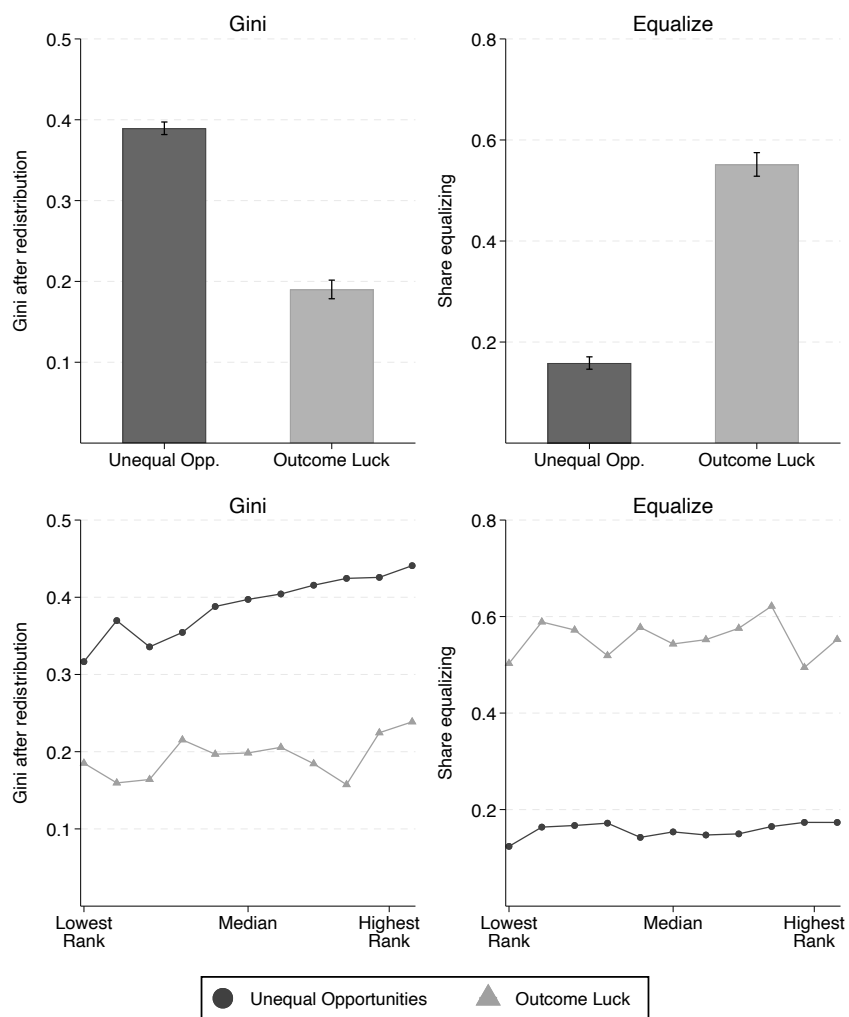 Gini
Gini after redistribution
0.5
0.4
0.3
0.2
0.1
Unequal Opp.
Outcome Luck
Equalize
Share equalizing
0.8
0.6
0.4
0.2
Unequal Opp.
Outcome Luck
Gini
Gini after redistribution
0.5
0.4
0.3
0.2
0.1
Lowest
Rank
Median
Highest
Rank
Equalize
Share equalizing
0.8
0.6
0.4
0.2
Lowest
Rank
Median
Highest
Rank
Unequal Opportunities
Outcome Luck